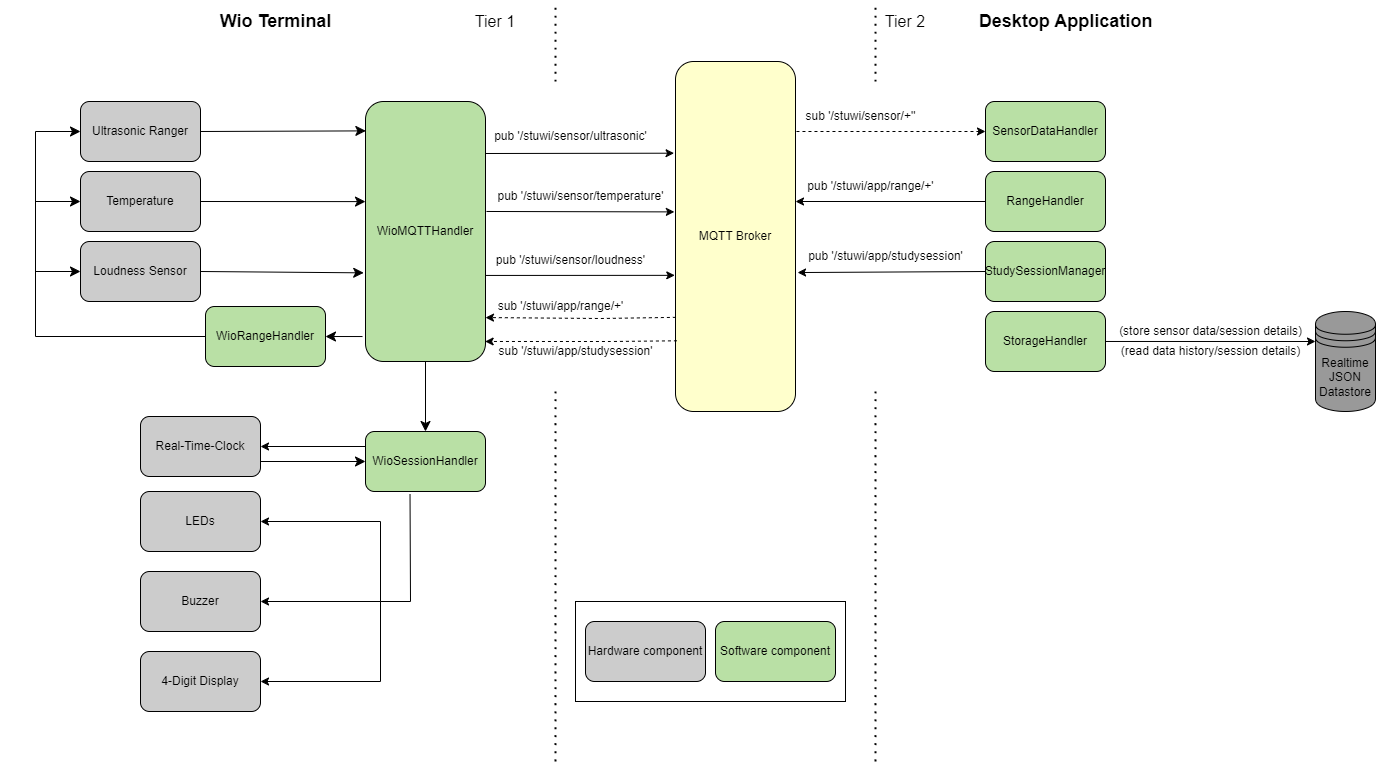 Wio Terminal
Tier 1
Tier 2
Desktop Application
Ultrasonic Ranger
Temperature
Loudness Sensor
WioRangeHandler
WioMQTTHandler
pub '/stuwi/sensor/ultrasonic'
pub '/stuwi/sensor/temperature'
pub '/stuwi/sensor/loudness'
sub '/stuwi/app/range/+'
sub '/stuwi/app/studysession'
MQTT Broker
sub '/stuwi/sensor/+''
pub '/stuwi/app/range/+'
pub '/stuwi/app/studysession'
SensorDataHandler
RangeHandler
StudySessionManager
StorageHandler
(store sensor data/session details)
(read data history/session details)
Realtime
JSON
Datastore
Real-Time-Clock
WioSessionHandler
LEDs
Buzzer
4-Digit Display
Hardware component
Software component